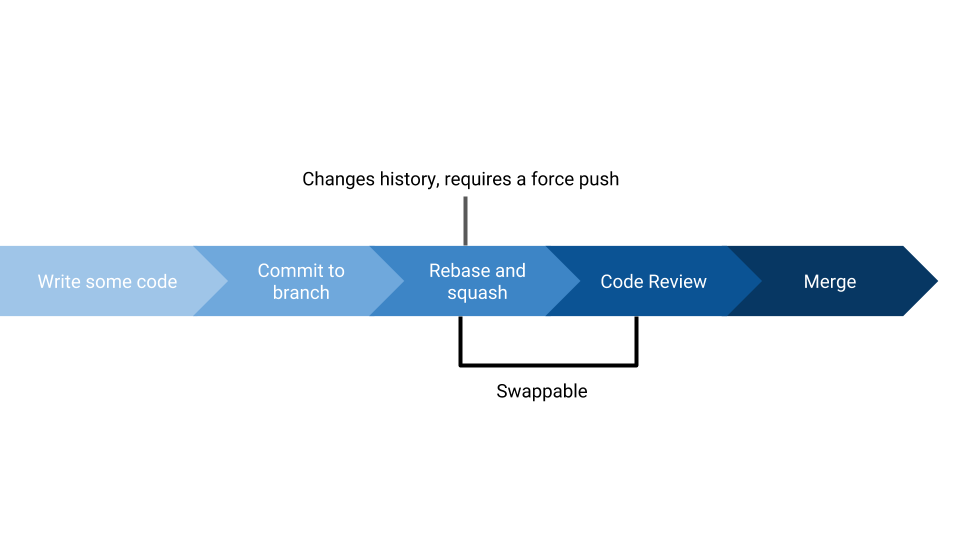 Changes history, requires a force push
Write some code
Commit to
branch
Rebase and
squash
Code Review
Merge
Swappable